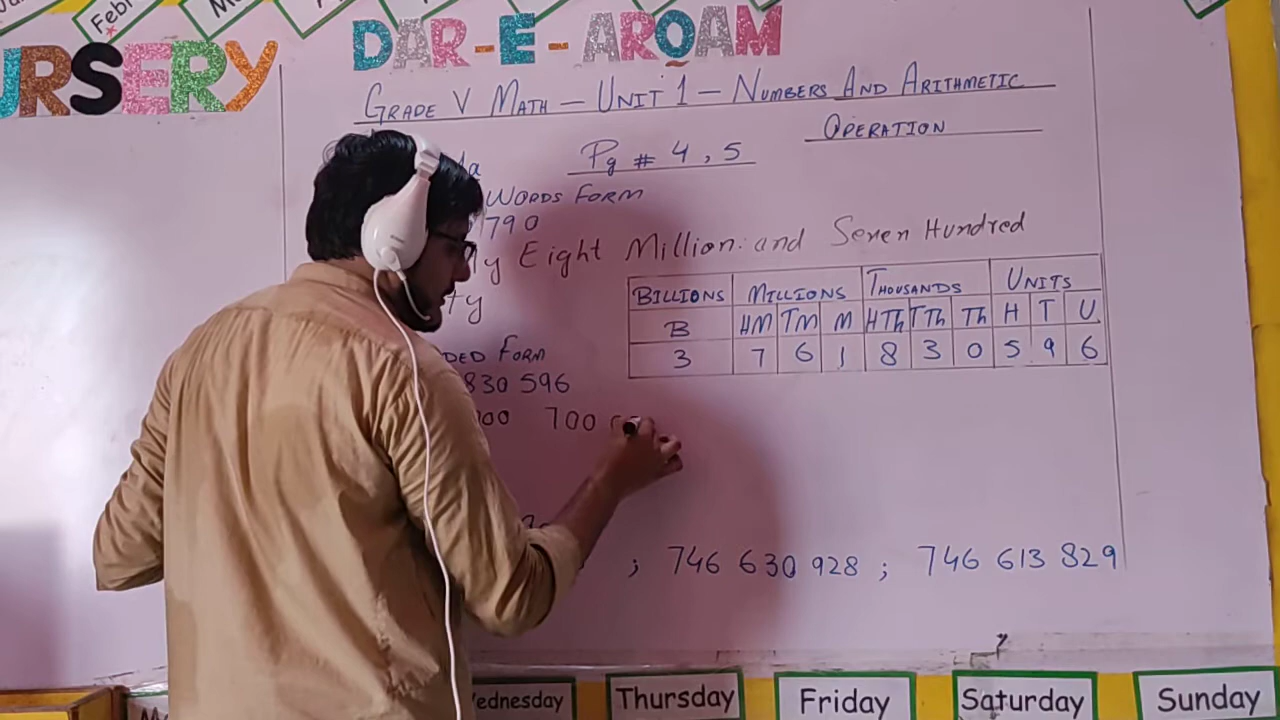 Febr
URSERY
DAR-E-ARQAM
GRADE V MATH - UNIT 1 - NUMBERS AND ARITHMETIC
OPERATION
Pg # 4, 5
WORDS FORM
790
y Eight Million and Seven Hundred
ty
BILLIONS MILLIONS THOUSANDS UNITS
B HM TM M H Th T Th Th H T U
3 7 6 1 8 3 0 5 9 6
DED FORM
830 596
00 700
; 746 630 928 ; 746 613 829
Wednesday Thursday Friday Saturday Sunday